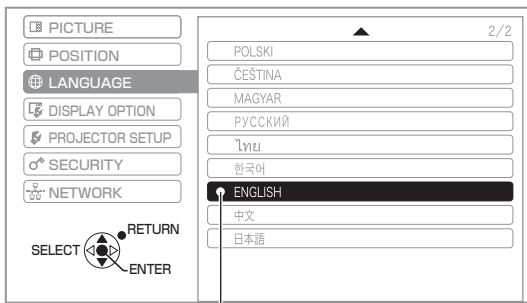 PICTURE
POSITION
LANGUAGE
DISPLAY OPTION
PROJECTOR SETUP
SECURITY
NETWORK
RETURN
SELECT
ENTER
2/2
POLSKI
ČEŠTINA
MAGYAR
РУССКИЙ
ไทย
한국어
ENGLISH
中文
日本語